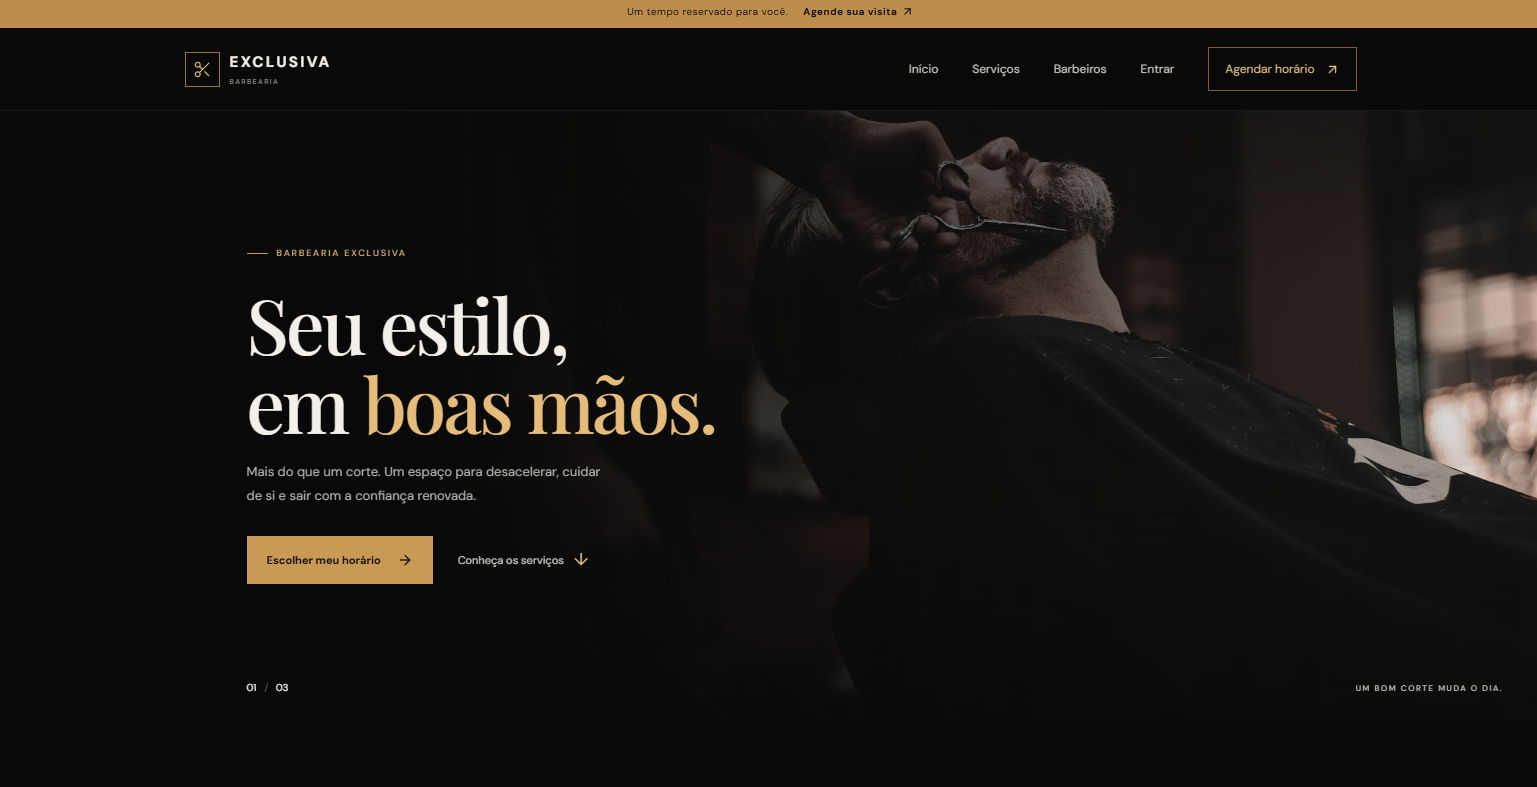 Um tempo reservado para você. Agende sua visita
EXCLUSIVA
BARBEARIA
Início Serviços Barbeiros Entrar Agendar horário
BARBEARIA EXCLUSIVA
Seu estilo,
em boas mãos.
Mais do que um corte. Um espaço para desacelerar, cuidar
de si e sair com a confiança renovada.
Escolher meu horário Conheça os serviços
01 / 03
UM BOM CORTE MUDA O DIA.